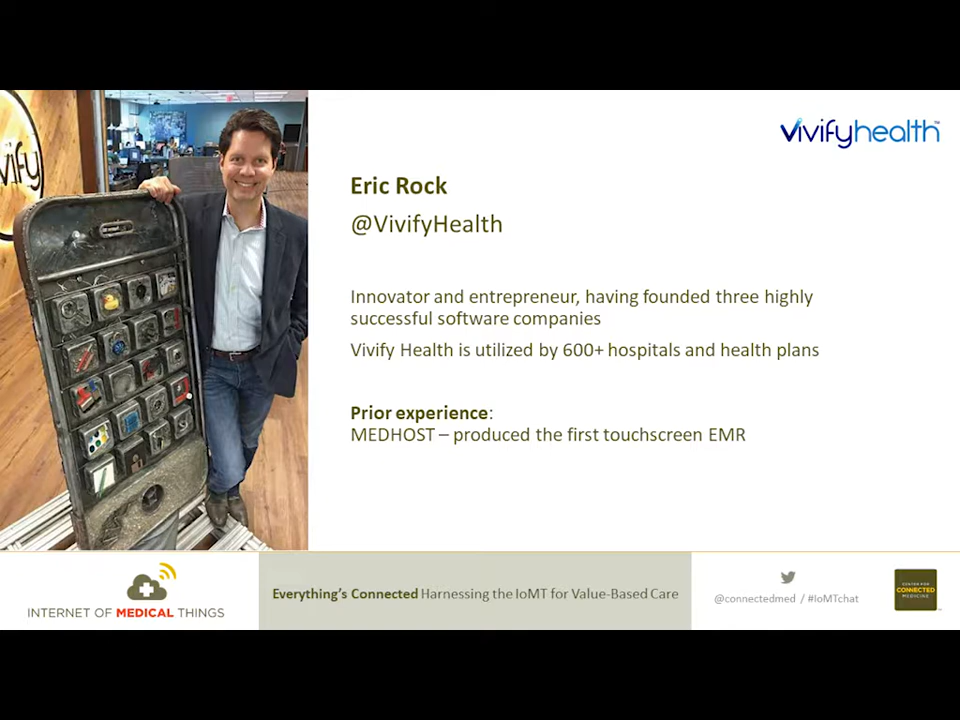 vivifyhealth™
vify
Eric Rock
@VivifyHealth
Innovator and entrepreneur, having founded three highly
successful software companies
Vivify Health is utilized by 600+ hospitals and health plans
Prior experience:
MEDHOST – produced the first touchscreen EMR
INTERNET OF MEDICAL THINGS
Everything's Connected Harnessing the IoMT for Value-Based Care
@connectedmed / #IoMTchat
CENTER FOR
CONNECTED
MEDICINE